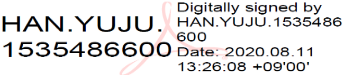 HAN.YUJU.
1535486600
Digitally signed by
HAN.YUJU.1535486
600
Date: 2020.08.11
13:26:08 +09'00'